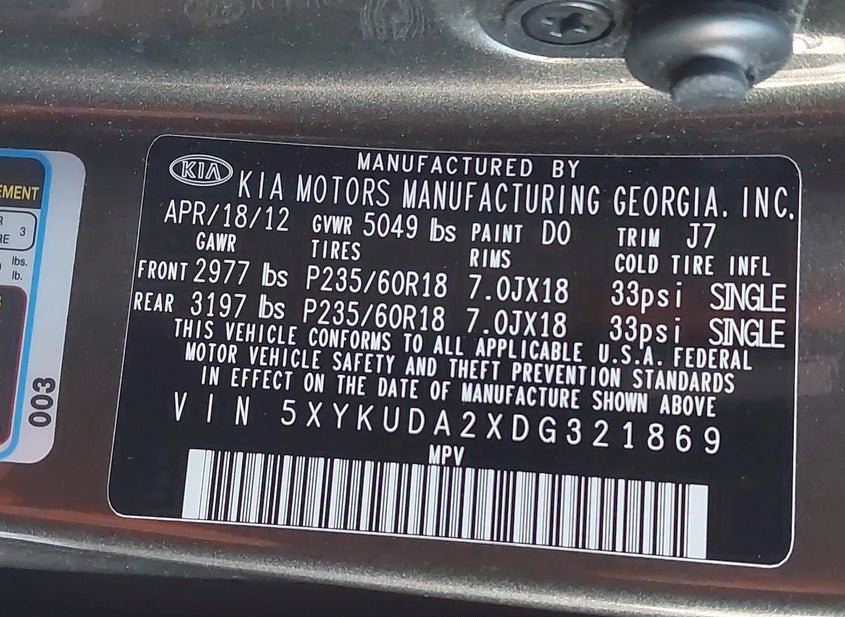 MANUFACTURED BY
KIA KIA MOTORS MANUFACTURING GEORGIA. INC.
APR/18/12 GVWR 5049 lbs PAINT D0 TRIM J7
GAWR TIRES RIMS COLD TIRE INFL
FRONT 2977 lbs P235/60R18 7.0JX18 33psi SINGLE
REAR 3197 lbs P235/60R18 7.0JX18 33psi SINGLE
THIS VEHICLE CONFORMS TO ALL APPLICABLE U.S.A. FEDERAL
MOTOR VEHICLE SAFETY AND THEFT PREVENTION STANDARDS
IN EFFECT ON THE DATE OF MANUFACTURE SHOWN ABOVE
VIN 5XYKUDA2XDG321869
MPV
3
lbs.
lb.
003